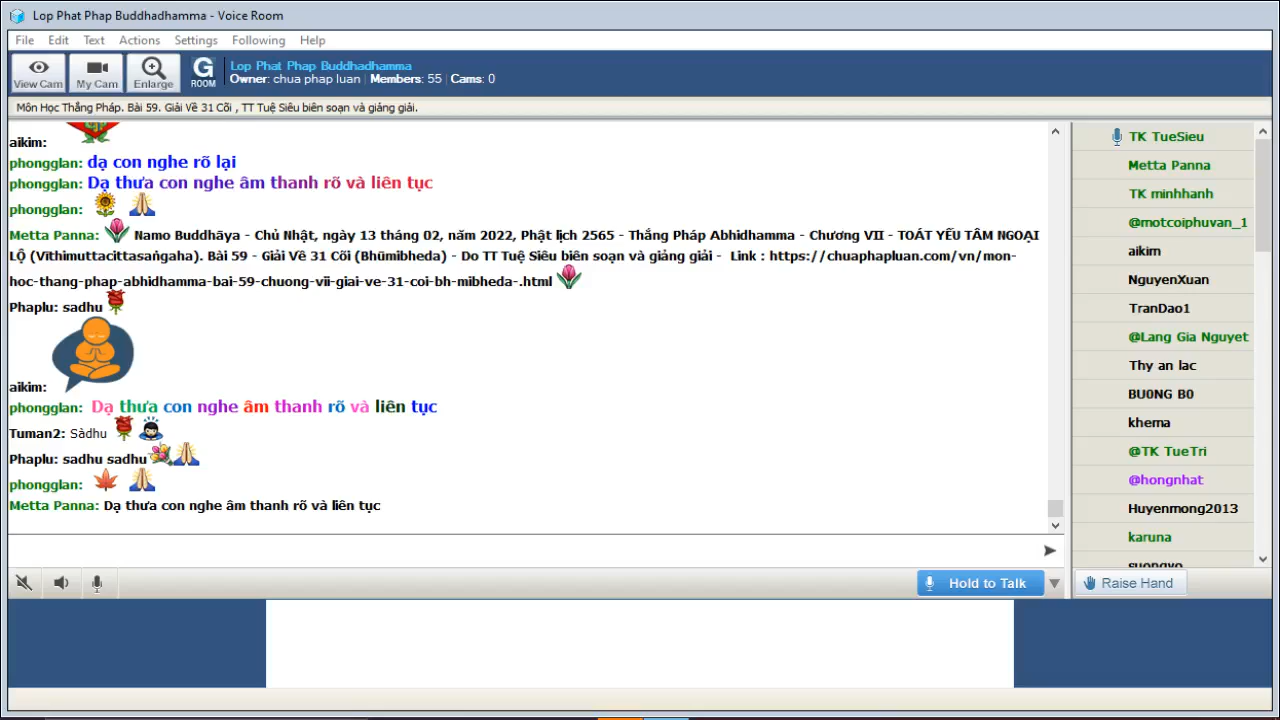 Lop Phat Phap Buddhadhamma - Voice Room
File Edit Text Actions Settings Following Help
View Cam My Cam Enlarge G ROOM
Lop Phat Phap Buddhadhamma
Owner: chua phap luan | Members: 55 | Cams: 0
Môn Học Thắng Pháp. Bài 59. Giải Về 31 Cõi , TT Tuệ Siêu biên soạn và giảng giải.
aikim:
phongglan: dạ con nghe rõ lại
phongglan: Dạ thưa con nghe âm thanh rõ và liên tục
phongglan:
Metta Panna: Namo Buddhāya - Chủ Nhật, ngày 13 tháng 02, năm 2022, Phật lịch 2565 - Thắng Pháp Abhidhamma - Chương VII - TOÁT YẾU TÂM NGOẠI
LỘ (Vīthimuttacittasaṅgaha). Bài 59 - Giải Về 31 Cõi (Bhūmibheda) - Do TT Tuệ Siêu biên soạn và giảng giải - Link : https://chuaphapluan.com/vn/mon-
hoc-thang-phap-abhidhamma-bai-59-chuong-vii-giai-ve-31-coi-bh-mibheda-.html
Phaplu: sadhu
aikim:
phongglan: Dạ thưa con nghe âm thanh rõ và liên tục
Tuman2: Sàdhu
Phaplu: sadhu sadhu
phongglan:
Metta Panna: Dạ thưa con nghe âm thanh rõ và liên tục
Hold to Talk
TK TueSieu
Metta Panna
TK minhhanh
@motcoiphuvan_1
aikim
NguyenXuan
TranDao1
@Lang Gia Nguyet
Thy an lac
BU0NG B0
khema
@TK TueTri
@hongnhat
Huyenmong2013
karuna
Raise Hand